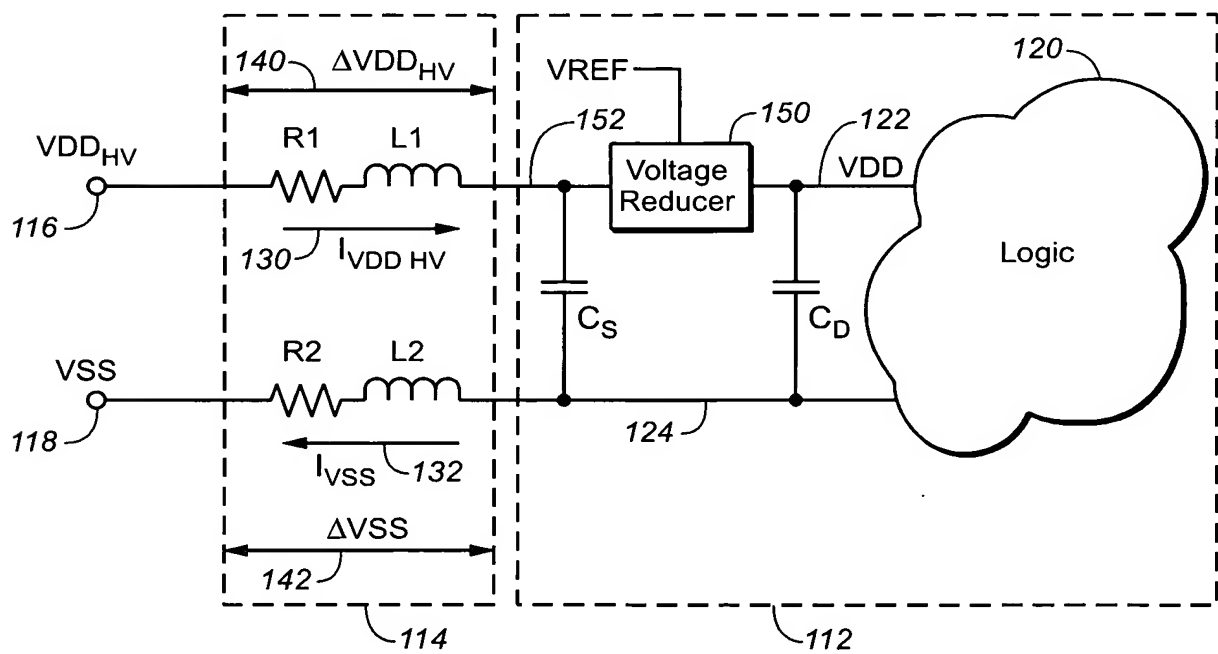 140
ΔVDD_HV
VREF
120
152
150
122
VDD_HV
R1
L1
Voltage
Reducer
VDD
116
130
I_VDD HV
Logic
C_S
C_D
VSS
R2
L2
118
I_VSS
132
124
ΔVSS
142
114
112